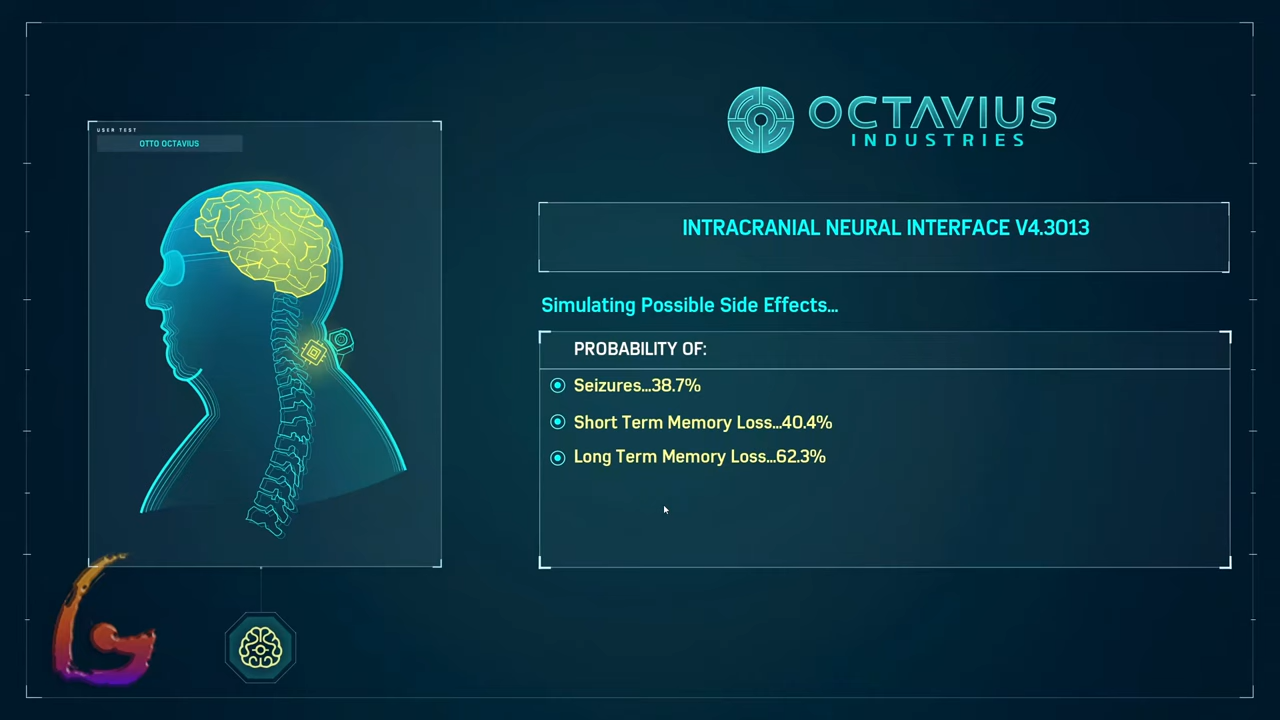 USER TEST
OTTO OCTAVIUS
OCTAVIUS
INDUSTRIES
INTRACRANIAL NEURAL INTERFACE V4.3013
Simulating Possible Side Effects...
PROBABILITY OF:
Seizures...38.7%
Short Term Memory Loss...40.4%
Long Term Memory Loss...62.3%